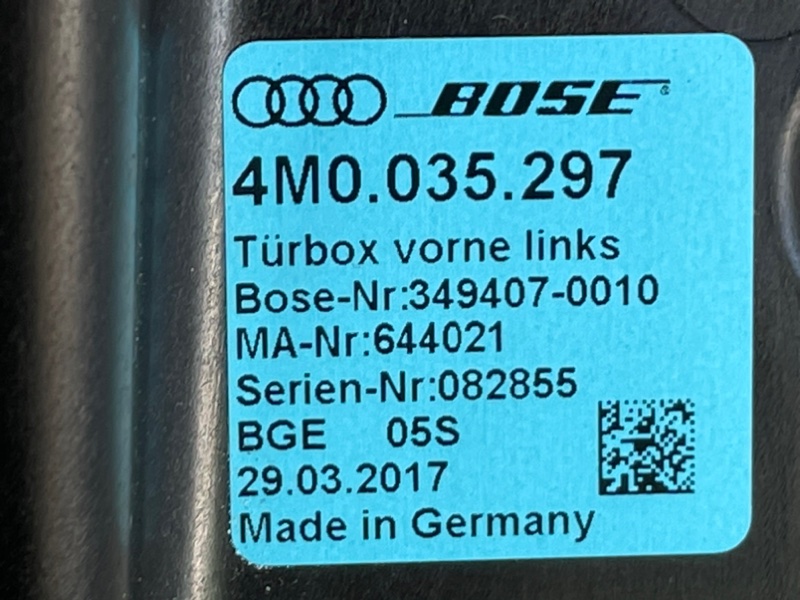 BOSE®
4M0.035.297
Türbox vorne links
Bose-Nr:349407-0010
MA-Nr:644021
Serien-Nr:082855
BGE 05S
29.03.2017
Made in Germany